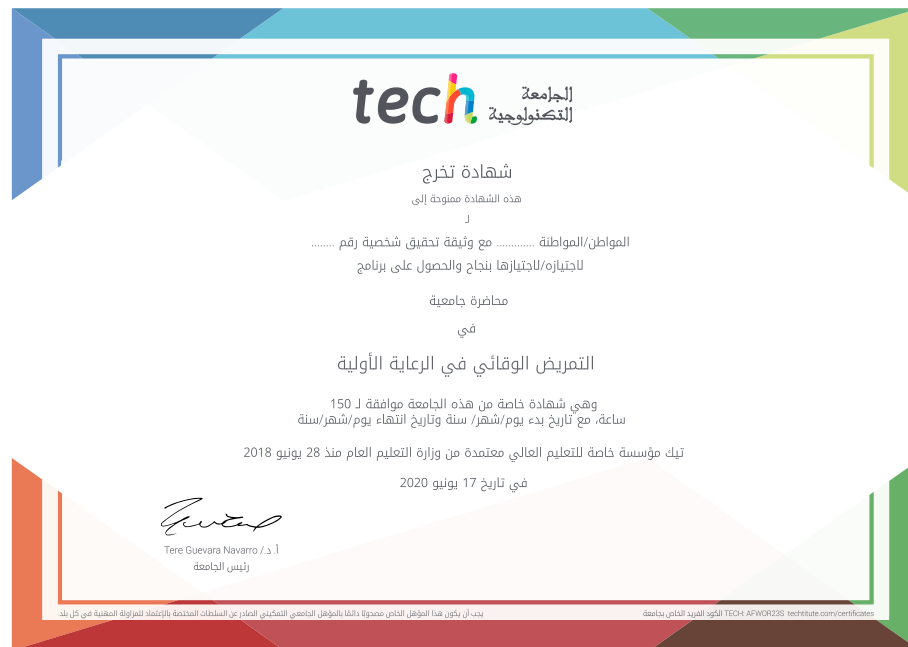 tech الجامعة
التكنولوجية
شهادة تخرج
هذه الشهادة ممنوحة إلى
لـ
المواطن/المواطنة ............. مع وثيقة تحقيق شخصية رقم ........
لاجتيازه/لاجتيازها بنجاح والحصول على برنامج
محاضرة جامعية
في
التمريض الوقائي في الرعاية الأولية
وهي شهادة خاصة من هذه الجامعة موافقة لـ 150
ساعة، مع تاريخ بدء يوم/شهر/ سنة وتاريخ انتهاء يوم/شهر/سنة
تيك مؤسسة خاصة للتعليم العالي معتمدة من وزارة التعليم العام منذ 28 يونيو 2018
في تاريخ 17 يونيو 2020
أ. د./ Tere Guevara Navarro
رئيس الجامعة
يجب أن يكون هذا المؤهل الخاص مصحوبًا دائمًا بالمؤهل الجامعي التمكيني الصادر عن السلطات المختصة بالإعتماد للمزاولة المهنية في كل بلد.
الكود الفريد الخاص بجامعة TECH: AFWOR23S techtitute.com/certificates